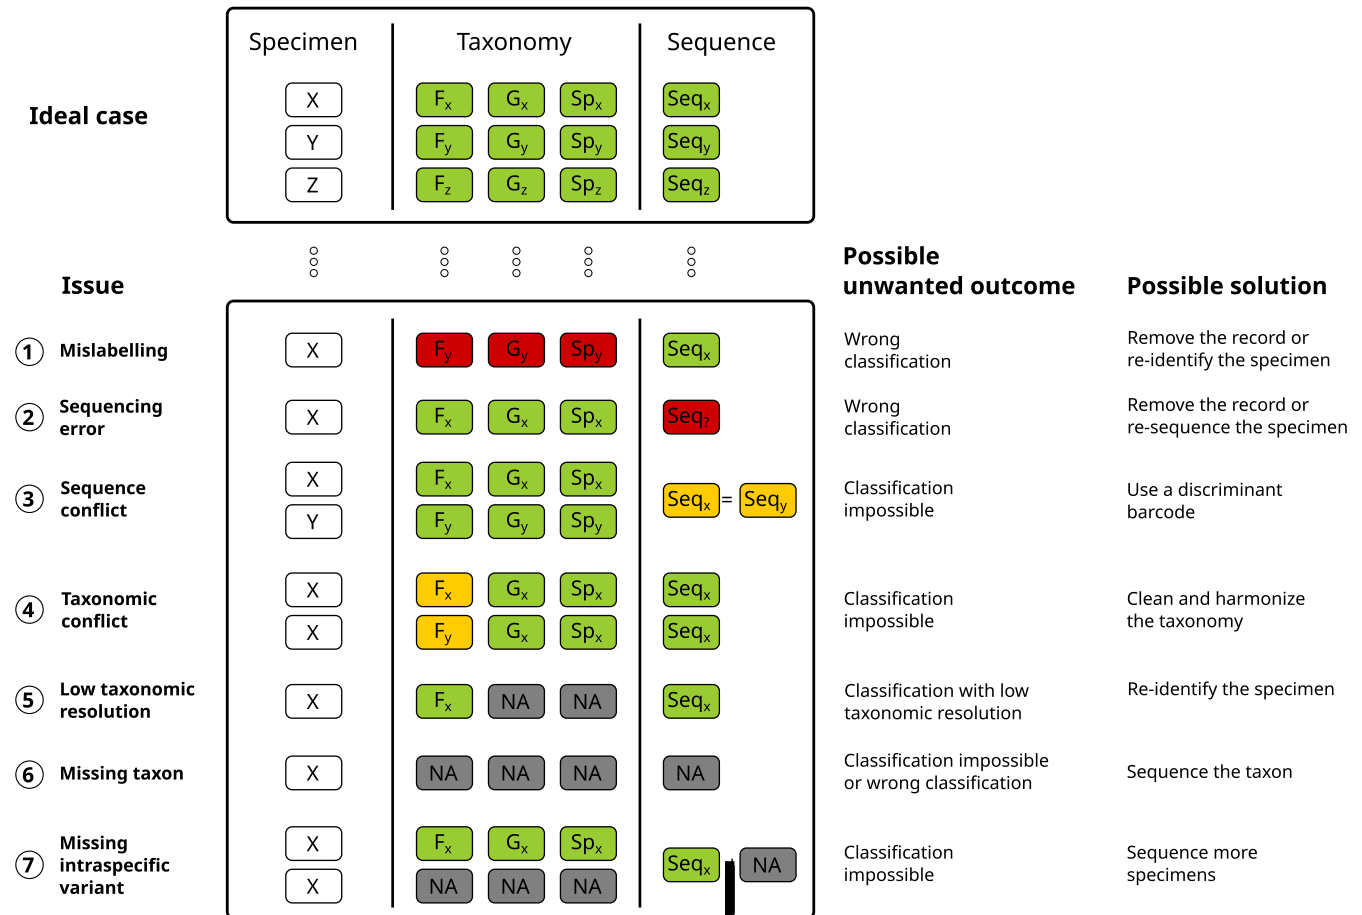 Specimen Taxonomy Sequence
Ideal case
X Fx Gx Spx Seqx
Y Fy Gy Spy Seqy
Z Fz Gz Spz Seqz
Issue
Possible
unwanted outcome
Possible solution
1 Mislabelling
X Fy Gy Spy Seqx
Wrong
classification
Remove the record or
re-identify the specimen
2 Sequencing
error
X Fx Gx Spx Seq?
Wrong
classification
Remove the record or
re-sequence the specimen
3 Sequence
conflict
X Fx Gx Spx
Y Fy Gy Spy
Seqx = Seqy
Classification
impossible
Use a discriminant
barcode
4 Taxonomic
conflict
X Fx Gx Spx Seqx
X Fy Gx Spx Seqx
Classification
impossible
Clean and harmonize
the taxonomy
5 Low taxonomic
resolution
X Fx NA NA Seqx
Classification with low
taxonomic resolution
Re-identify the specimen
6 Missing taxon
X NA NA NA NA
Classification impossible
or wrong classification
Sequence the taxon
7 Missing
intraspecific
variant
X Fx Gx Spx
X NA NA NA
Seqx NA
Classification
impossible
Sequence more
specimens